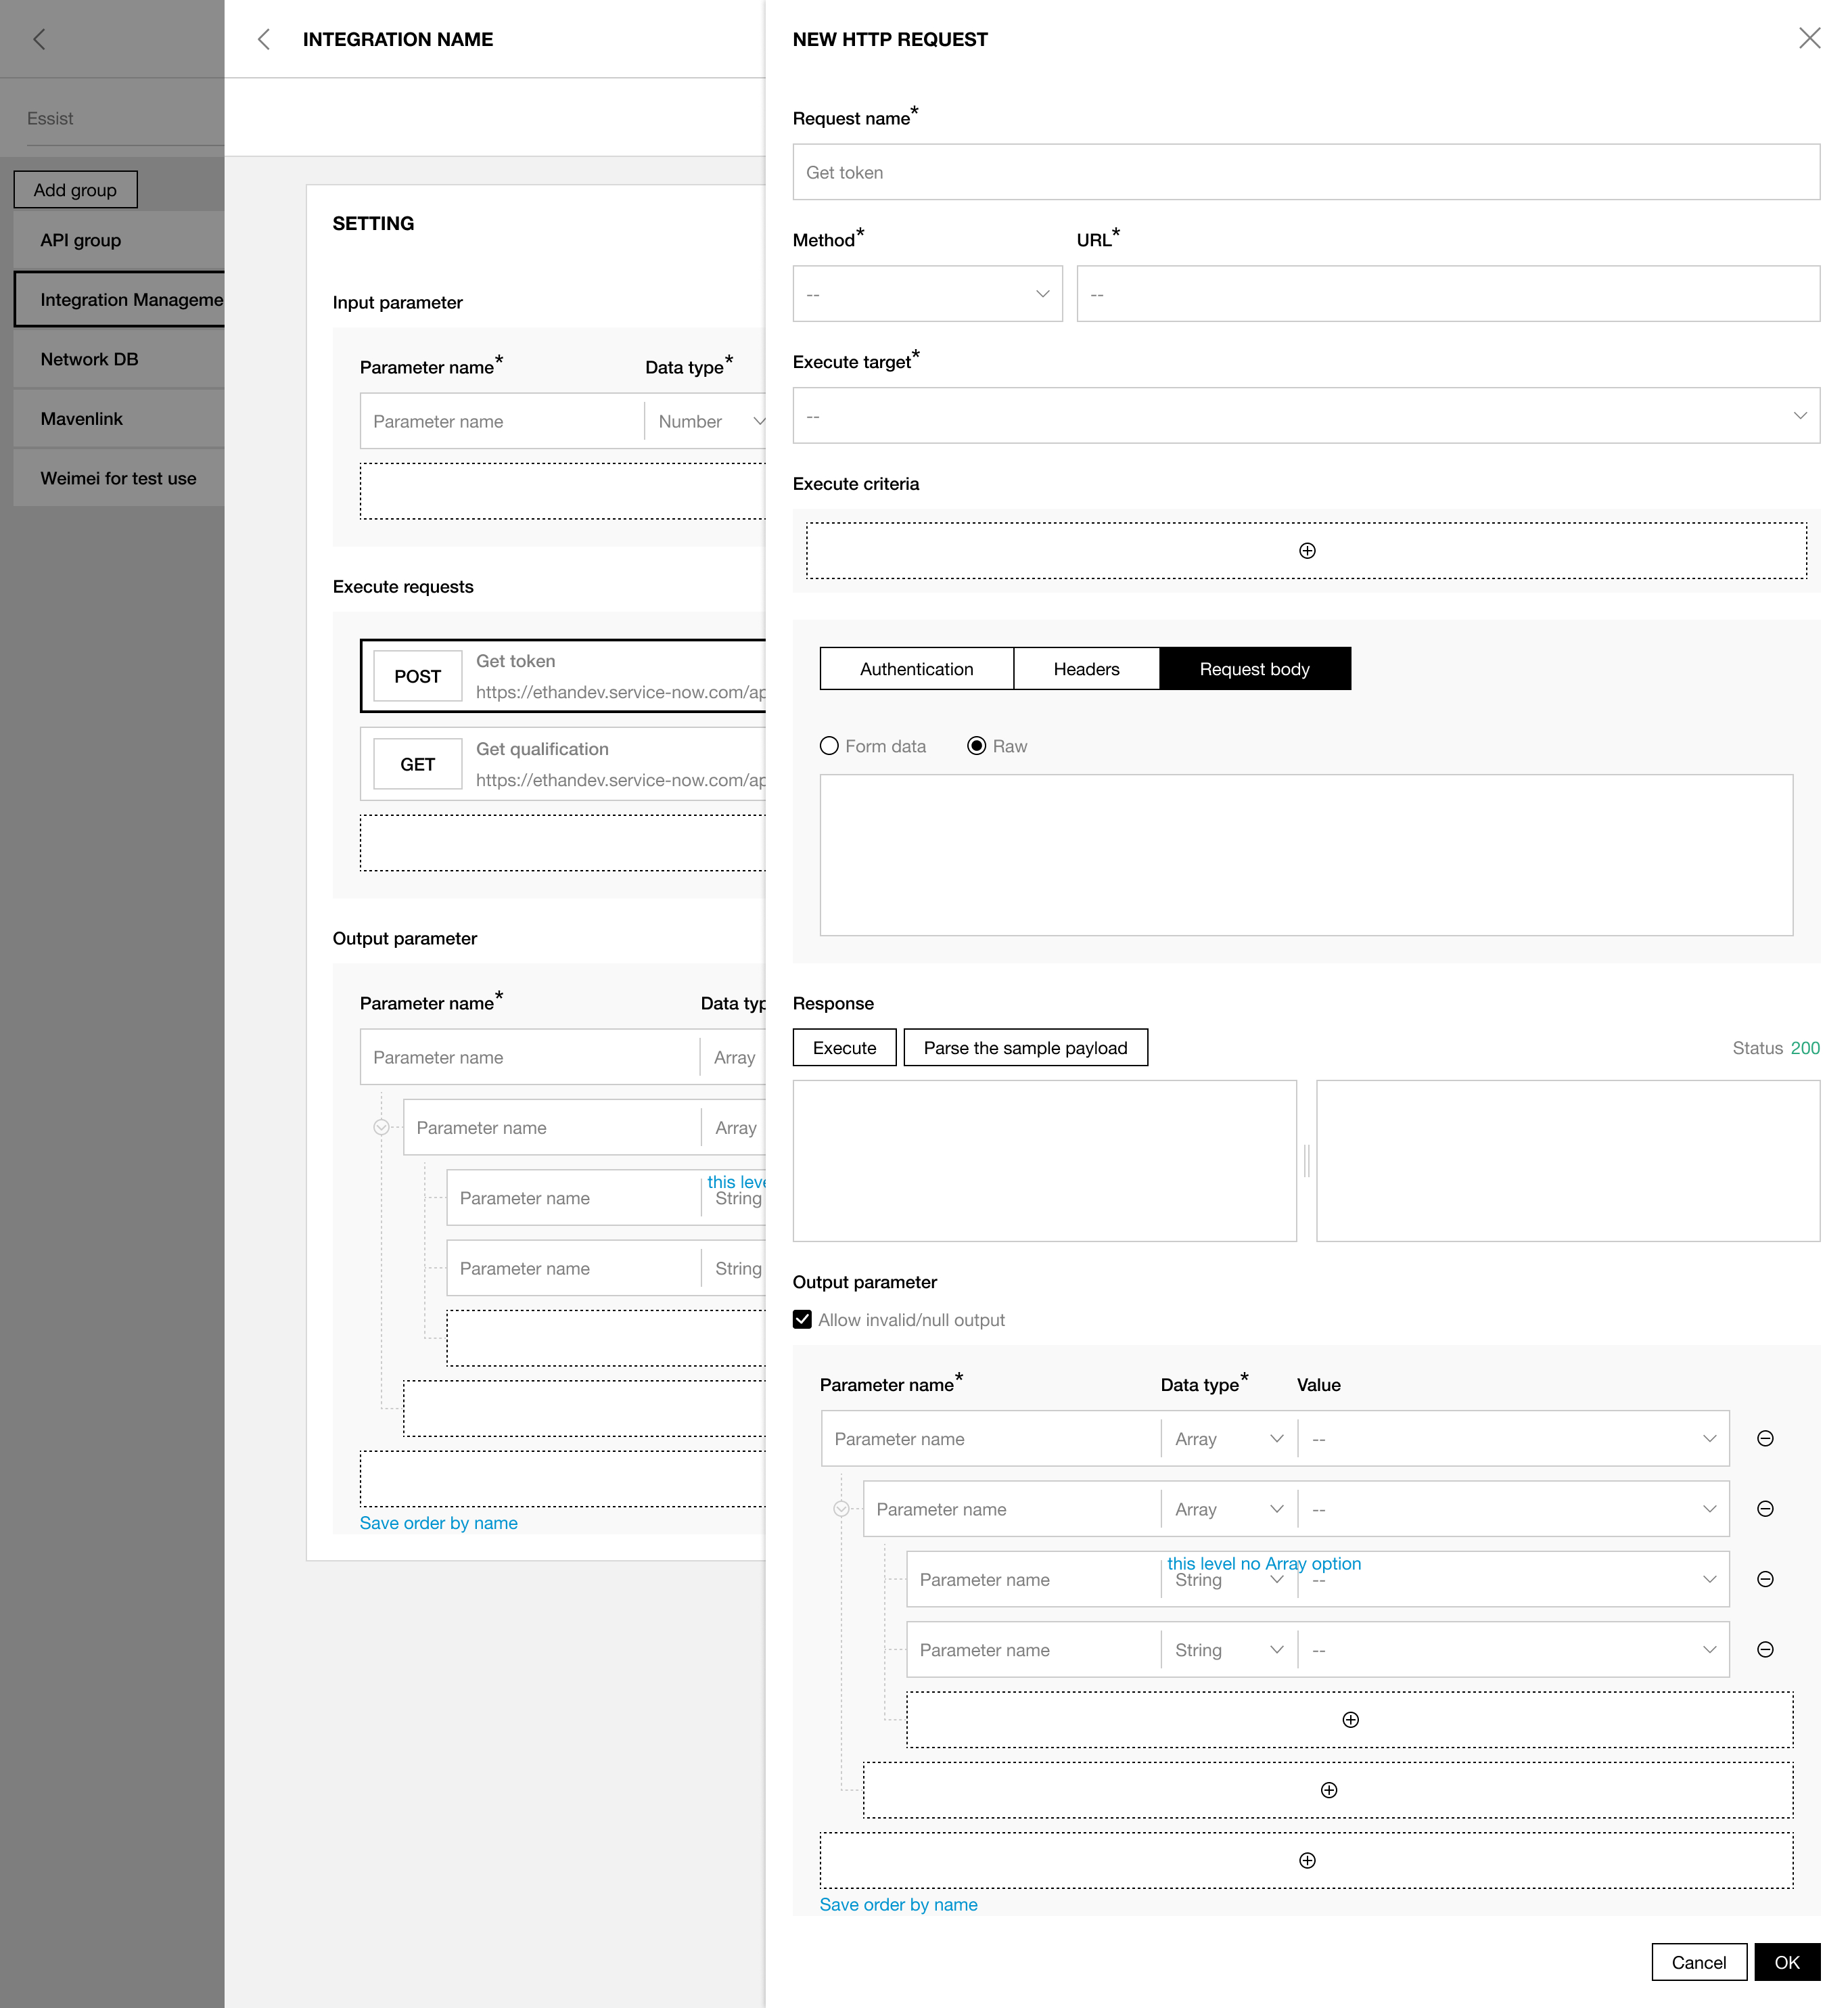 Essist
Add group
API group
Integration Manageme
Network DB
Mavenlink
Weimei for test use
INTEGRATION NAME
SETTING
Input parameter
Parameter name* Data type*
Parameter name Number
Execute requests
POST Get token
https://ethandev.service-now.com/ap
GET Get qualification
https://ethandev.service-now.com/ap
Output parameter
Parameter name* Data typ
Parameter name Array
Parameter name Array
this leve
Parameter name String
Parameter name String
Save order by name
NEW HTTP REQUEST
Request name*
Get token
Method* URL*
-- --
Execute target*
--
Execute criteria
Authentication Headers Request body
Form data Raw
Response
Execute Parse the sample payload Status 200
Output parameter
Allow invalid/null output
Parameter name* Data type* Value
Parameter name Array --
Parameter name Array --
this level no Array option
Parameter name String --
Parameter name String --
Save order by name
Cancel OK